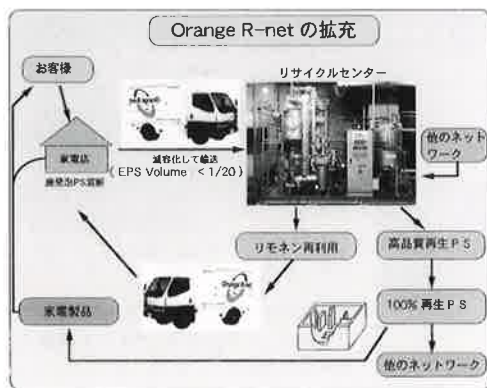 Orange R-net の拡充
お客様
リサイクルセンター
家電店
廃発泡PS溶解
減容化して輸送
( EPS Volume < 1/20 )
他のネット
ワーク
リモネン再利用
高品質再生PS
家電製品
100% 再生PS
他のネットワーク